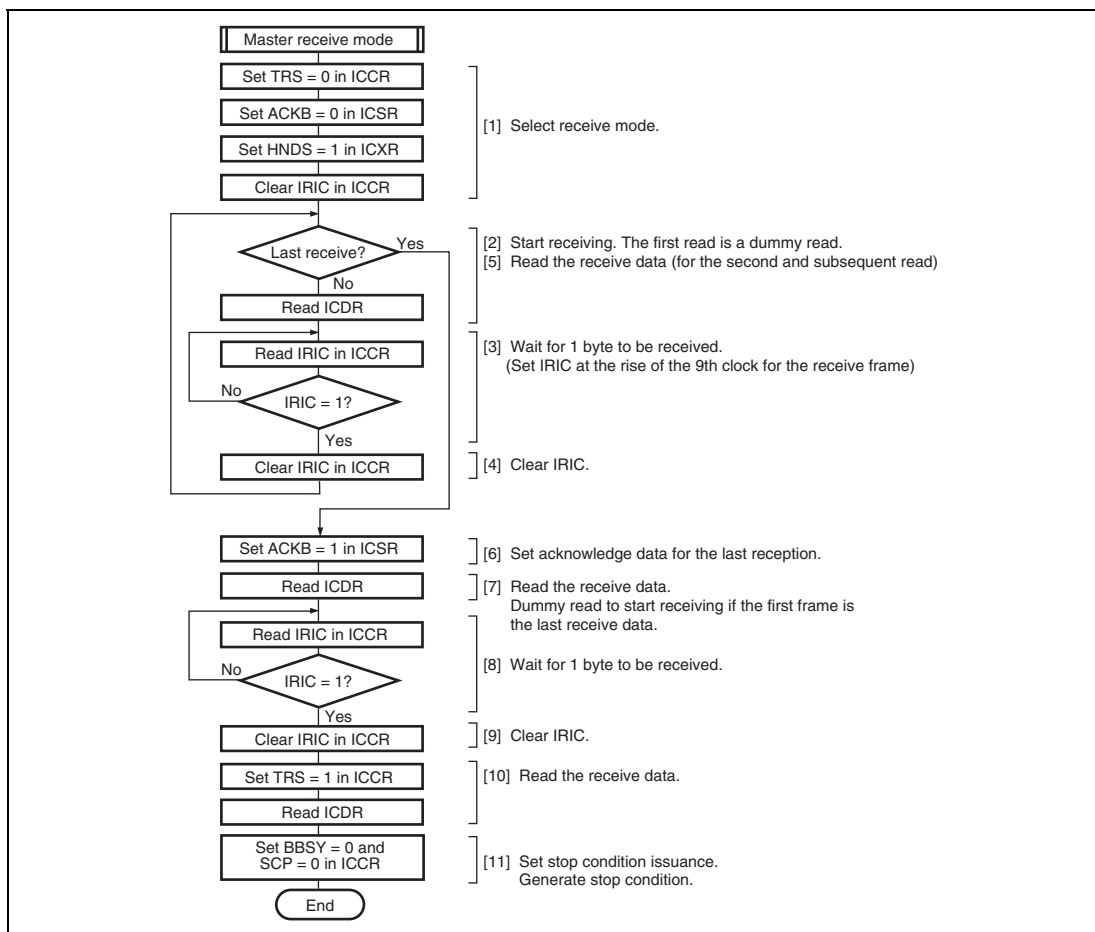 Master receive mode
Set TRS = 0 in ICCR
Set ACKB = 0 in ICSR
[1] Select receive mode.
Set HNDS = 1 in ICXR
Clear IRIC in ICCR
Last receive?
Yes
No
[2] Start receiving. The first read is a dummy read.
[5] Read the receive data (for the second and subsequent read)
Read ICDR
Read IRIC in ICCR
[3] Wait for 1 byte to be received.
(Set IRIC at the rise of the 9th clock for the receive frame)
No
IRIC = 1?
Yes
Clear IRIC in ICCR
[4] Clear IRIC.
Set ACKB = 1 in ICSR
[6] Set acknowledge data for the last reception.
Read ICDR
[7] Read the receive data.
Dummy read to start receiving if the first frame is
the last receive data.
Read IRIC in ICCR
[8] Wait for 1 byte to be received.
No
IRIC = 1?
Yes
Clear IRIC in ICCR
[9] Clear IRIC.
Set TRS = 1 in ICCR
[10] Read the receive data.
Read ICDR
Set BBSY = 0 and
SCP = 0 in ICCR
[11] Set stop condition issuance.
Generate stop condition.
End